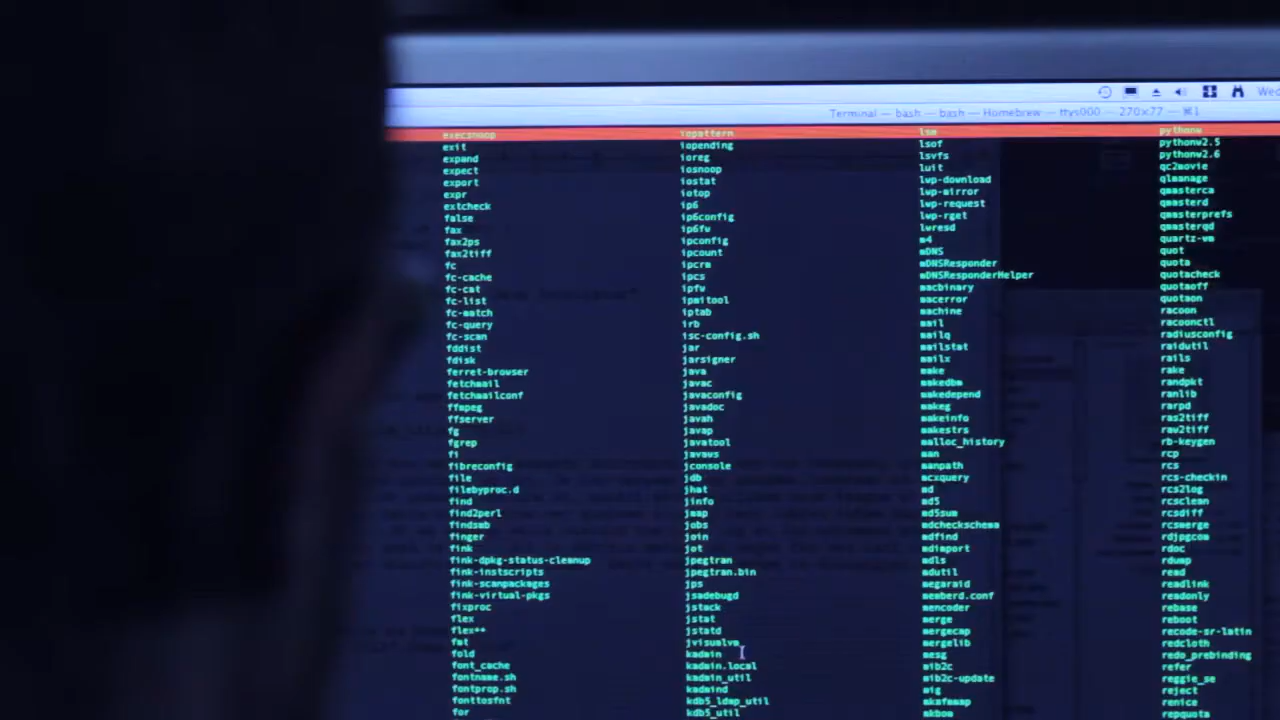 Wed
Terminal — bash — bash — Homebrew — ttys000 — 270×77 — ⌘1
execsnoop iopattern lsm pythonw
exit iopending lsof pythonw2.5
expand ioreg lsvfs pythonw2.6
expect iosnoop luit qc2movie
export iostat lwp-download qlmanage
expr iotop lwp-mirror qmasterca
extcheck ip6 lwp-request qmasterd
false ip6config lwp-rget qmasterprefs
fax ip6fw lwresd qmasterqd
fax2ps ipconfig m4 quartz-wm
fax2tiff ipcount mDNS quot
fc ipcrm mDNSResponder quota
fc-cache ipcs mDNSResponderHelper quotacheck
fc-cat ipfw macbinary quotaoff
fc-list ipmitool macerror quotaon
fc-match iptab machine racoon
fc-query irb mail racoonctl
fc-scan isc-config.sh mailq radiusconfig
fddist jar mailstat raidutil
fdisk jarsigner mailx rails
ferret-browser java make rake
fetchmail javac makedbm randpkt
fetchmailconf javaconfig makedepend ranlib
ffmpeg javadoc makeg rarpd
ffserver javah makeinfo ras2tiff
fg javap makestrs raw2tiff
fgrep javatool malloc_history rb-keygen
fi javaws man rcp
fibreconfig jconsole manpath rcs
file jdb mcxquery rcs-checkin
filebyproc.d jhat md rcs2log
find jinfo md5 rcsclean
find2perl jmap md5sum rcsdiff
findsmb jobs mdcheckschema rcsmerge
finger join mdfind rdjpgcom
fink jot mdimport rdoc
fink-dpkg-status-cleanup jpegtran mdls rdump
fink-instscripts jpegtran.bin mdutil read
fink-scanpackages jps megaraid readlink
fink-virtual-pkgs jsadebugd memberd.conf readonly
fixproc jstack mencoder rebase
flex jstat merge reboot
flex++ jstatd mergecap recode-sr-latin
fmt jvisualvm mergelib redcloth
fold kadmin mesg redo_prebinding
font_cache kadmin.local mib2c refer
fontname.sh kadmin_util mib2c-update reggie_se
fontprop.sh kadmind mig reject
fonttosfnt kdb5_ldap_util mkafmmap renice
for kdb5_util mkbom repquota